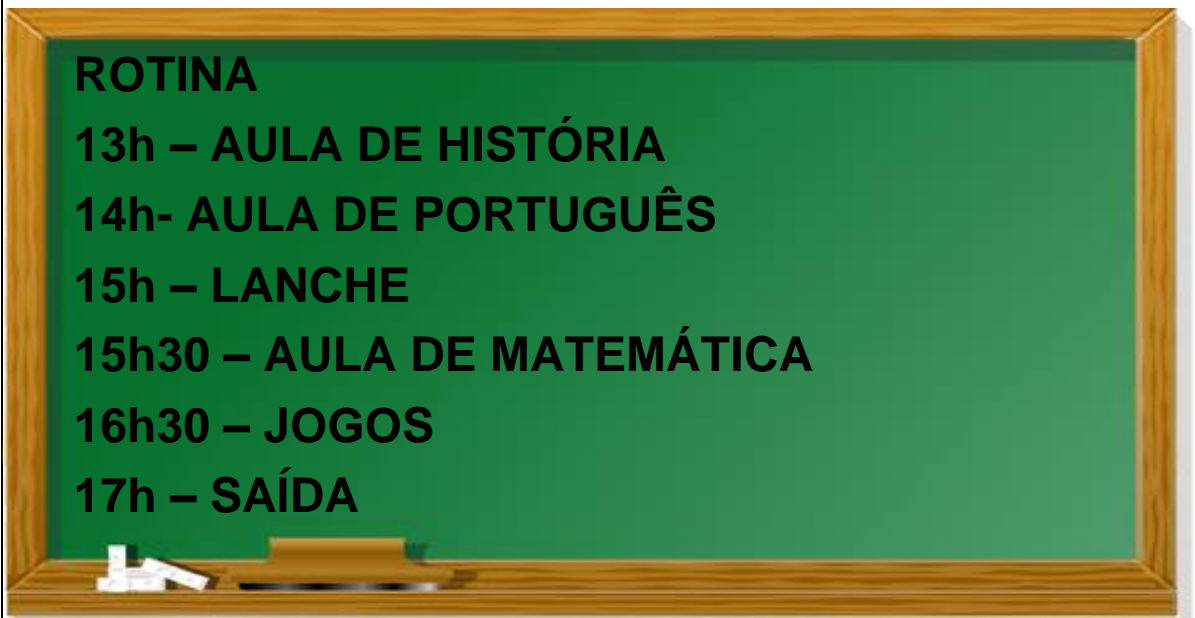 ROTINA
13h – AULA DE HISTÓRIA
14h- AULA DE PORTUGUÊS
15h – LANCHE
15h30 – AULA DE MATEMÁTICA
16h30 – JOGOS
17h – SAÍDA